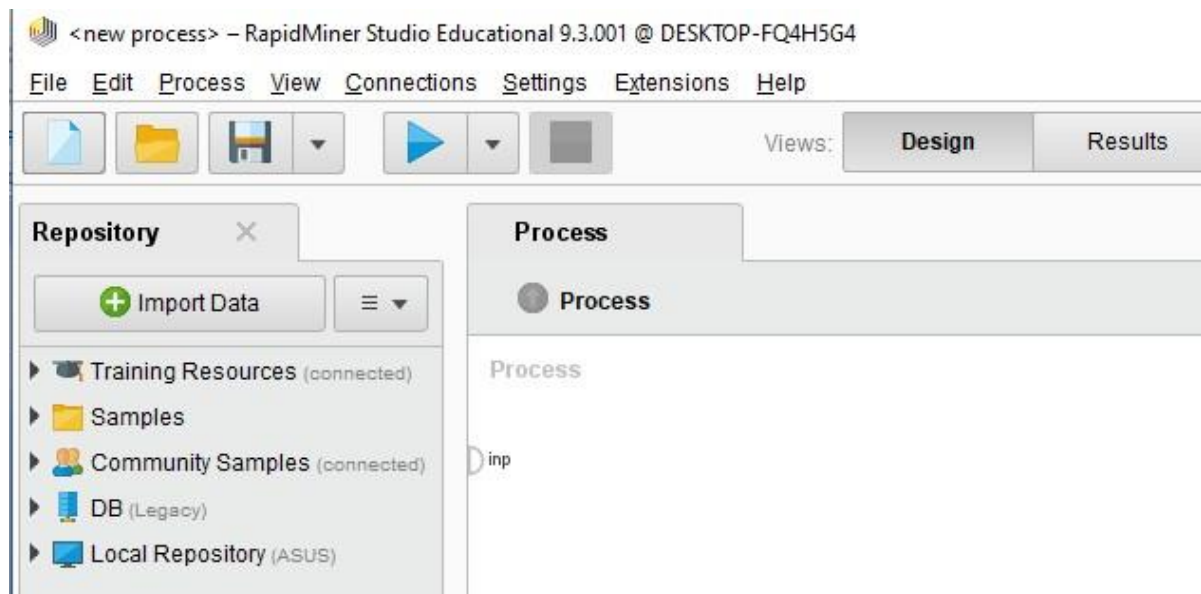 <new process> – RapidMiner Studio Educational 9.3.001 @ DESKTOP-FQ4H5G4
File Edit Process View Connections Settings Extensions Help
Views: Design Results
Repository
Process
Import Data
Process
Training Resources (connected)
Process
Samples
Community Samples (connected)
inp
DB (Legacy)
Local Repository (ASUS)